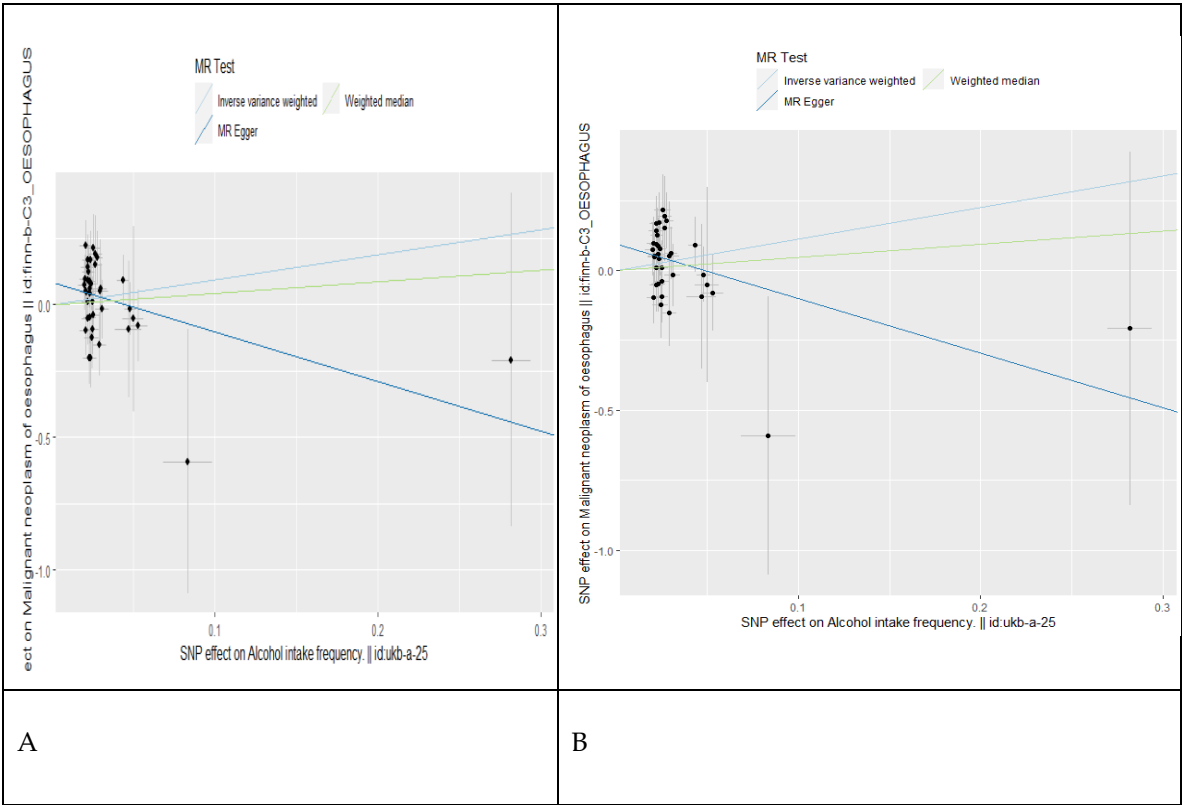 MR Test
Inverse variance weighted
Weighted median
MR Egger
ect on Malignant neoplasm of oesophagus || id:finn-b-C3_OESOPHAGUS
0.0
-0.5
-1.0
0.1
0.2
0.3
SNP effect on Alcohol intake frequency. || id:ukb-a-25
MR Test
Inverse variance weighted
Weighted median
MR Egger
SNP effect on Malignant neoplasm of oesophagus || id:finn-b-C3_OESOPHAGUS
0.0
-0.5
-1.0
0.1
0.2
0.3
SNP effect on Alcohol intake frequency. || id:ukb-a-25
A
B